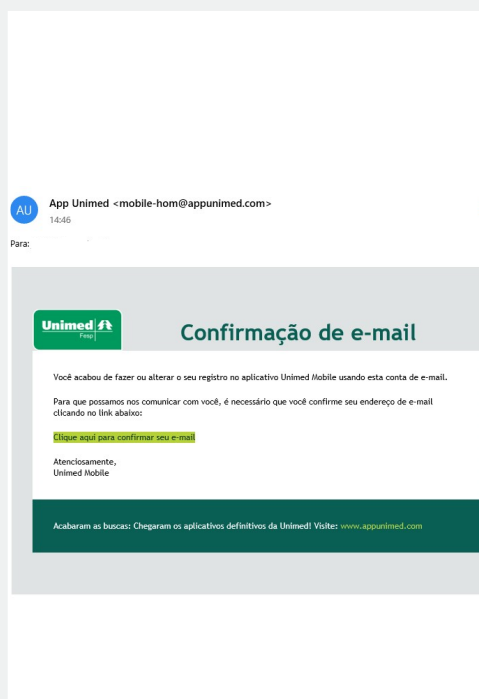 AU
App Unimed <mobile-hom@appunimed.com>
14:46
Para:
Unimed
Fesp
Confirmação de e-mail
Você acabou de fazer ou alterar o seu registro no aplicativo Unimed Mobile usando esta conta de e-mail.
Para que possamos nos comunicar com você, é necessário que você confirme seu endereço de e-mail
clicando no link abaixo:
Clique aqui para confirmar seu e-mail
Atenciosamente,
Unimed Mobile
Acabaram as buscas: Chegaram os aplicativos definitivos da Unimed! Visite: www.appunimed.com